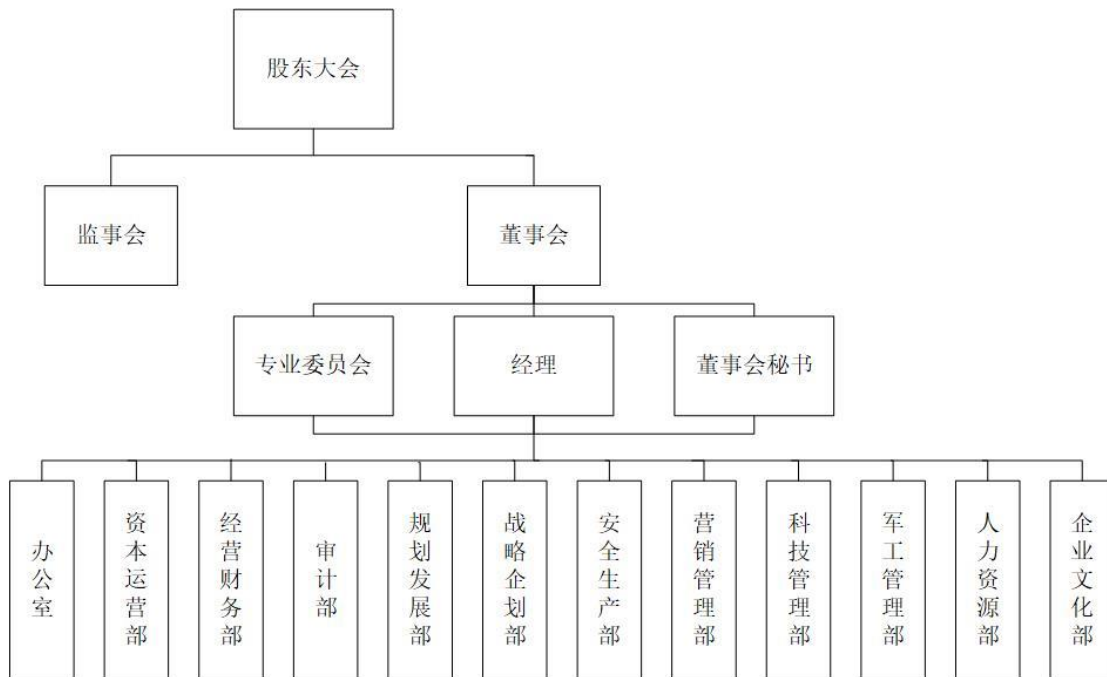 股东大会
监事会
董事会
专业委员会
经理
董事会秘书
办公室
资本运营部
经营财务部
审计部
规划发展部
战略企划部
安全生产部
营销管理部
科技管理部
军工管理部
人力资源部
企业文化部